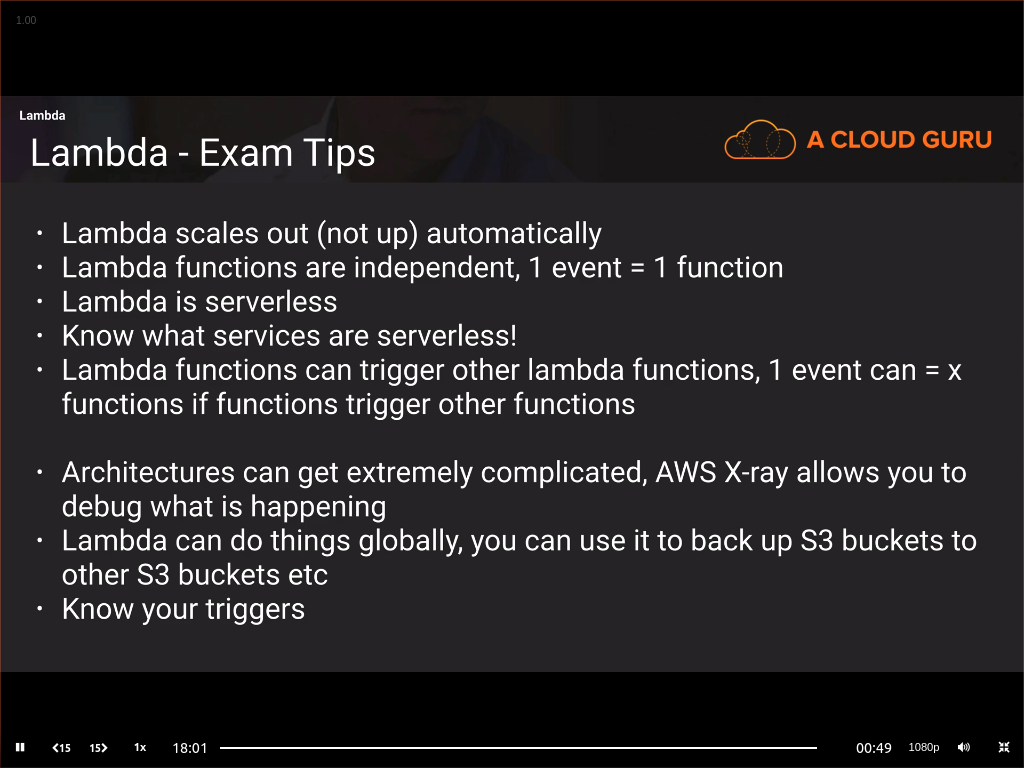 1.00
Lambda
Lambda - Exam Tips
A CLOUD GURU
• Lambda scales out (not up) automatically
• Lambda functions are independent, 1 event = 1 function
• Lambda is serverless
• Know what services are serverless!
• Lambda functions can trigger other lambda functions, 1 event can = x
functions if functions trigger other functions
• Architectures can get extremely complicated, AWS X-ray allows you to
debug what is happening
• Lambda can do things globally, you can use it to back up S3 buckets to
other S3 buckets etc
• Know your triggers
15 15 1x 18:01 00:49 1080p